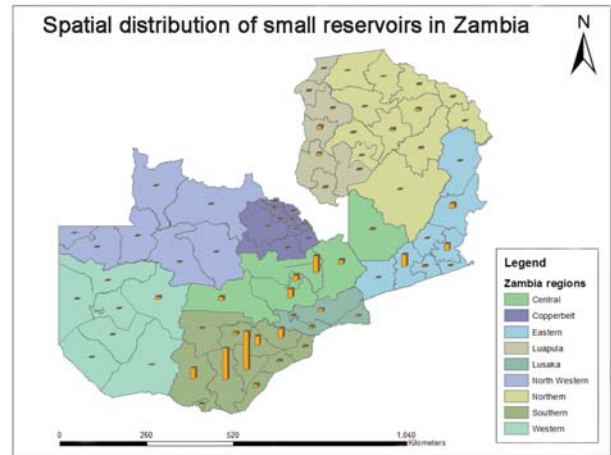 Spatial distribution of small reservoirs in Zambia
N
Legend
Zambia regions
Central
Copperbelt
Eastern
Luapula
Lusaka
North Western
Northern
Southern
Western
0 260 520 1,040
Kilometers